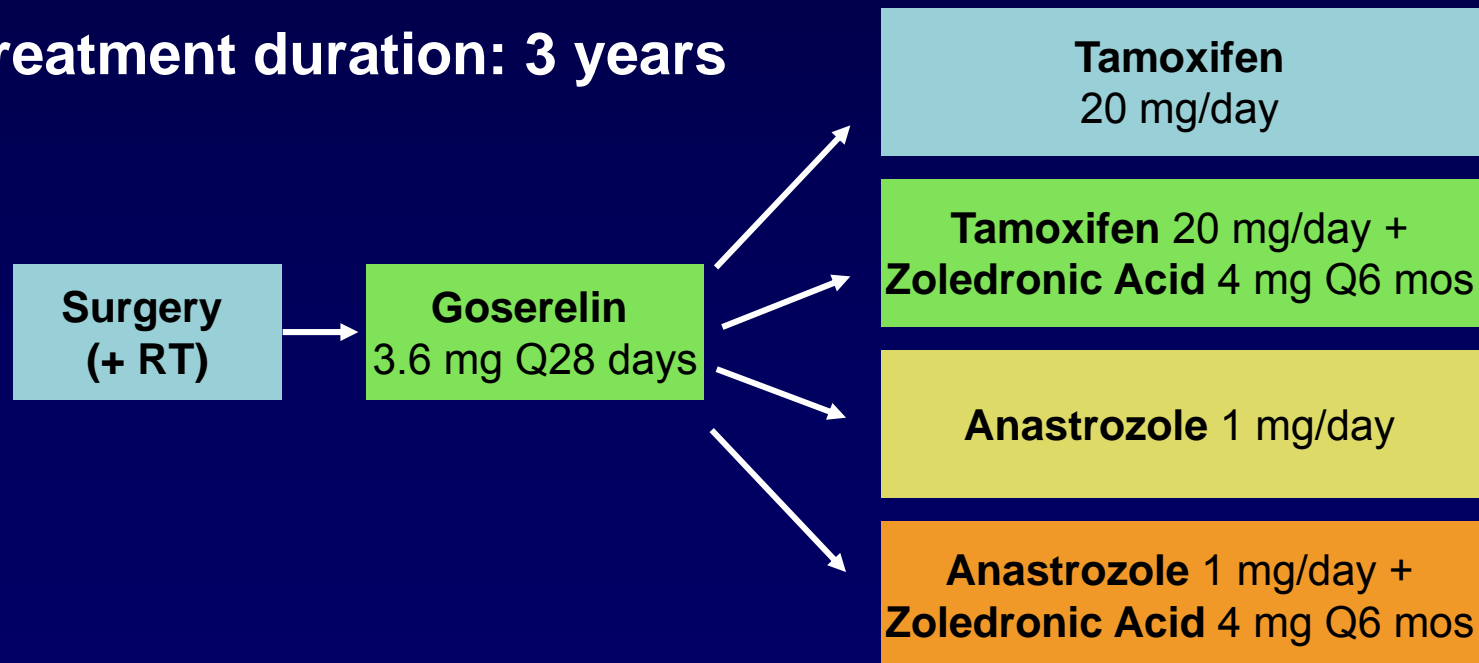 reatment duration: 3 years
Tamoxifen
20 mg/day
Tamoxifen 20 mg/day +
Zoledronic Acid 4 mg Q6 mos
Surgery
(+ RT)
Goserelin
3.6 mg Q28 days
Anastrozole 1 mg/day
Anastrozole 1 mg/day +
Zoledronic Acid 4 mg Q6 mos